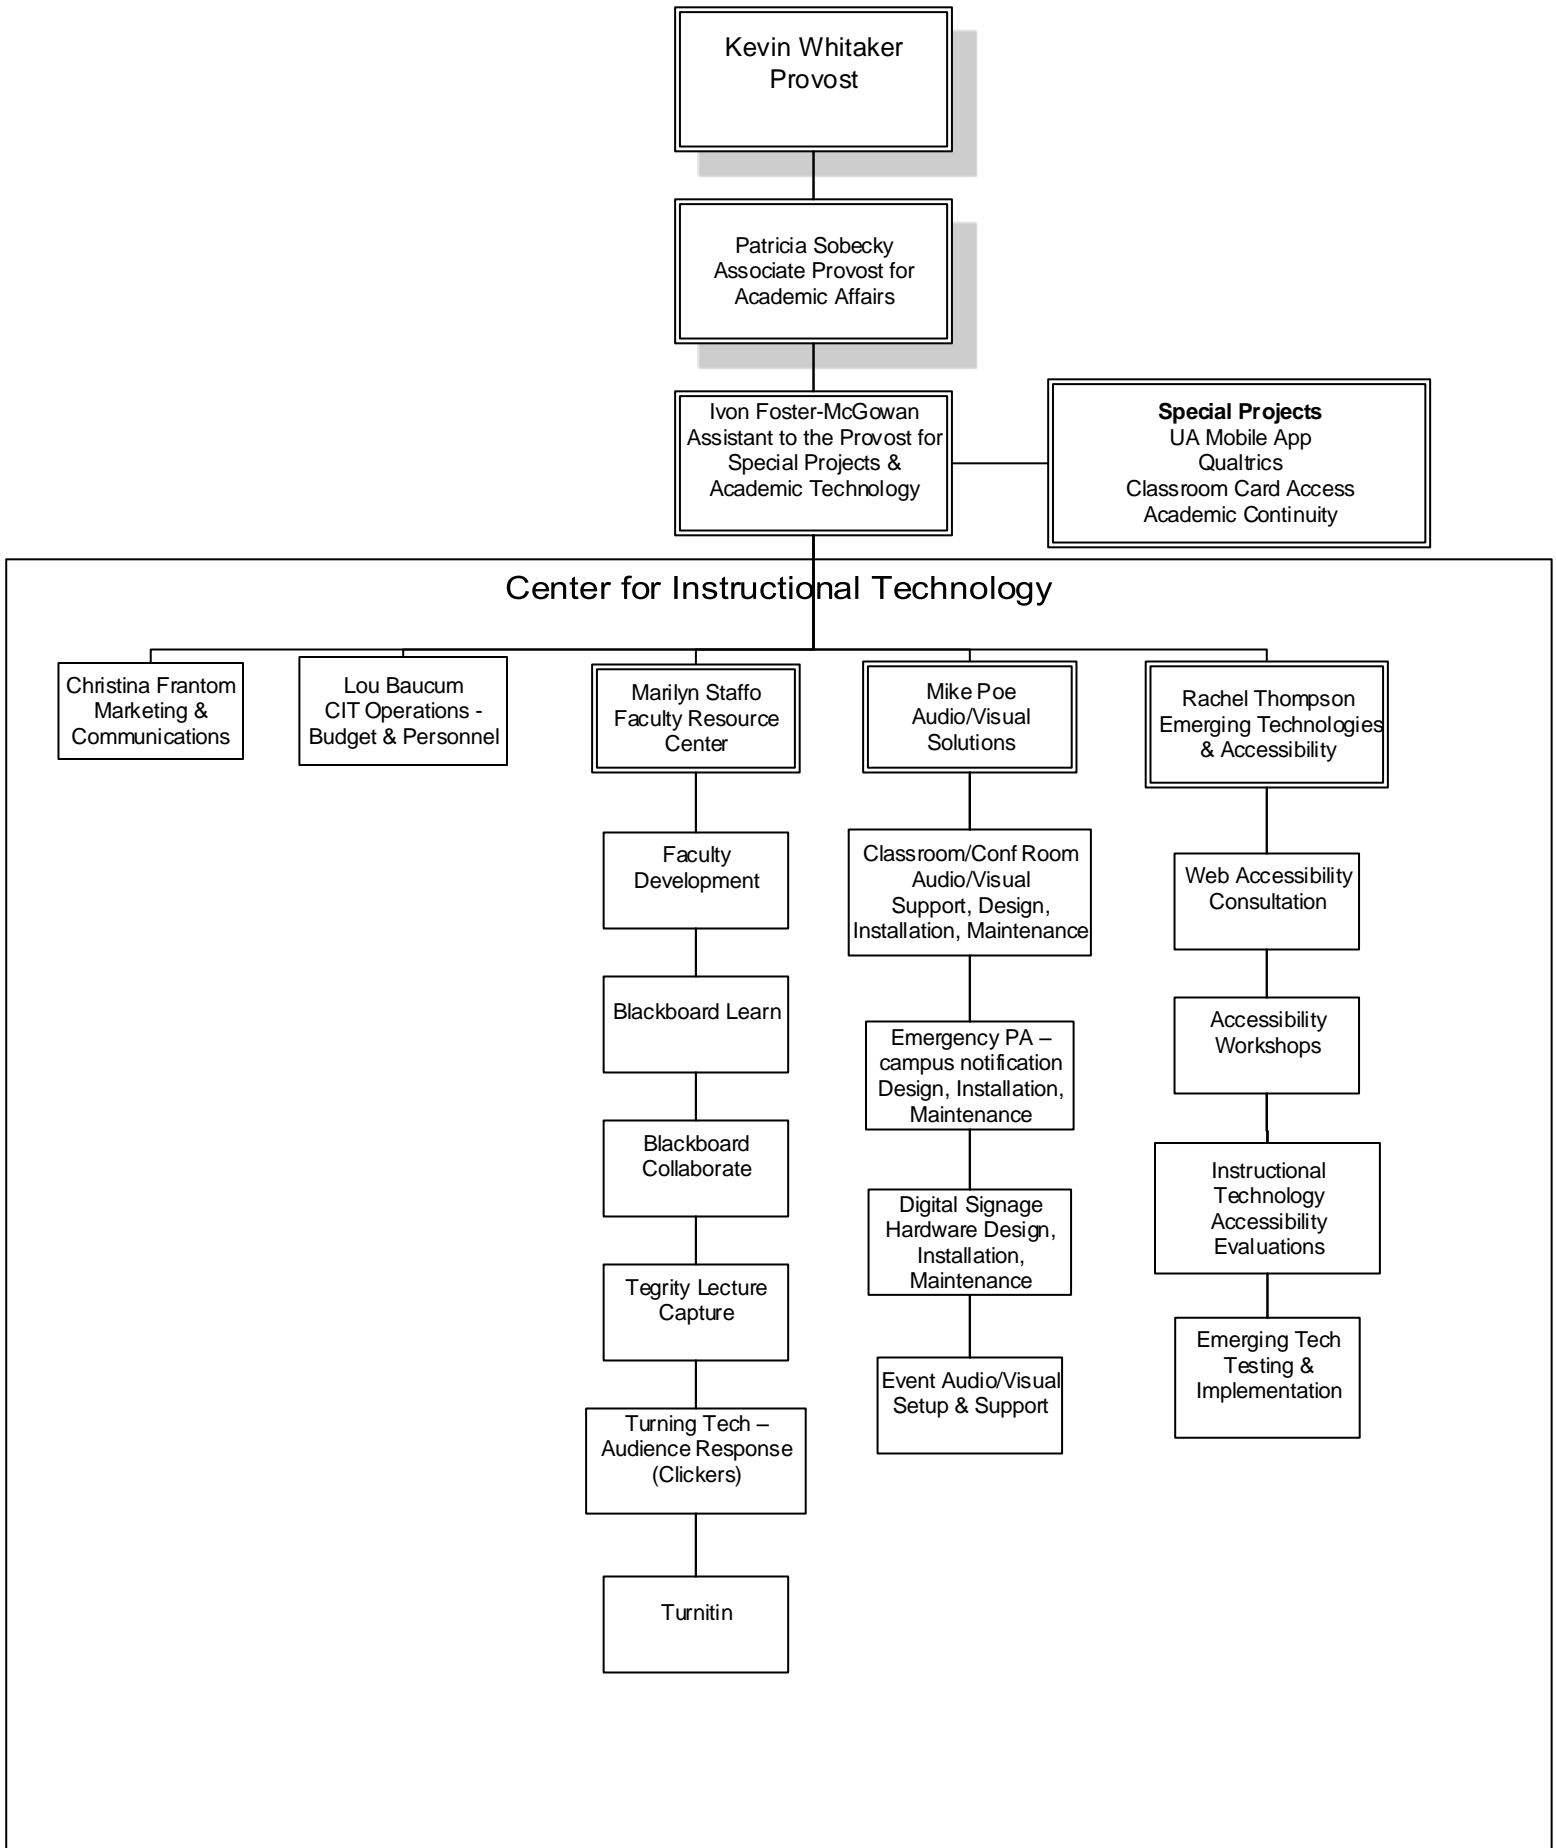 Kevin Whitaker
Provost
Patricia Sobecky
Associate Provost for
Academic Affairs
Ivon Foster-McGowan
Assistant to the Provost for
Special Projects &
Academic Technology
Special Projects
UA Mobile App
Qualtrics
Classroom Card Access
Academic Continuity
Center for Instructional Technology
Christina Frantom
Marketing &
Communications
Lou Baucum
CIT Operations -
Budget & Personnel
Marilyn Staffo
Faculty Resource
Center
Mike Poe
Audio/Visual
Solutions
Rachel Thompson
Emerging Technologies
& Accessibility
Faculty
Development
Blackboard Learn
Blackboard
Collaborate
Tegrity Lecture
Capture
Turning Tech –
Audience Response
(Clickers)
Turnitin
Classroom/Conf Room
Audio/Visual
Support, Design,
Installation, Maintenance
Emergency PA –
campus notification
Design, Installation,
Maintenance
Digital Signage
Hardware Design,
Installation,
Maintenance
Event Audio/Visual
Setup & Support
Web Accessibility
Consultation
Accessibility
Workshops
Instructional
Technology
Accessibility
Evaluations
Emerging Tech
Testing &
Implementation